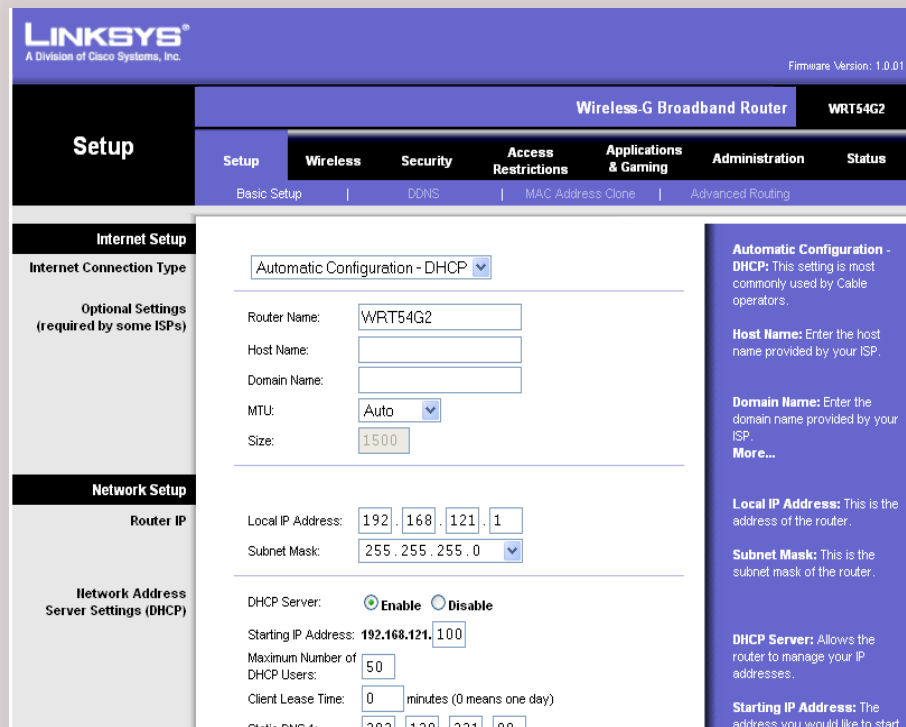 LINKSYS®
A Division of Cisco Systems, Inc.
Firmware Version: 1.0.01
Wireless-G Broadband Router
WRT54G2
Setup
Setup
Wireless
Security
Access Restrictions
Applications & Gaming
Administration
Status
Basic Setup | DDNS | MAC Address Clone | Advanced Routing
Internet Setup
Internet Connection Type
Automatic Configuration - DHCP
Optional Settings
(required by some ISPs)
Router Name: WRT54G2
Host Name:
Domain Name:
MTU: Auto
Size: 1500
Network Setup
Router IP
Local IP Address: 192 . 168 . 121 . 1
Subnet Mask: 255.255.255.0
Network Address
Server Settings (DHCP)
DHCP Server: Enable Disable
Starting IP Address: 192.168.121. 100
Maximum Number of
DHCP Users: 50
Client Lease Time: 0 minutes (0 means one day)
Automatic Configuration -
DHCP: This setting is most
commonly used by Cable
operators.
Host Name: Enter the host
name provided by your ISP.
Domain Name: Enter the
domain name provided by your
ISP.
More...
Local IP Address: This is the
address of the router.
Subnet Mask: This is the
subnet mask of the router.
DHCP Server: Allows the
router to manage your IP
addresses.
Starting IP Address: The
address you would like to start